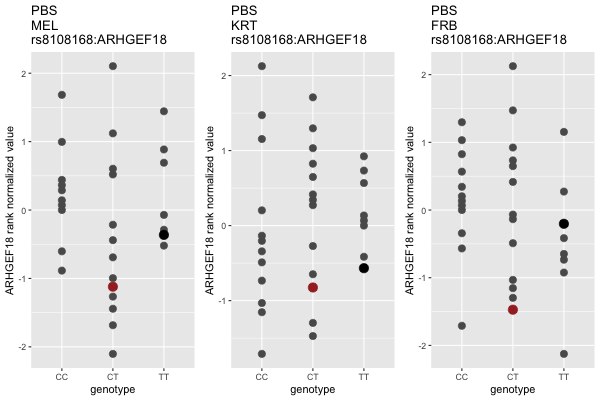 PBS
MEL
rs8108168:ARHGEF18
ARHGEF18 rank normalized value
2
1
0
-1
-2
CC
CT
TT
genotype
PBS
KRT
rs8108168:ARHGEF18
ARHGEF18 rank normalized value
2
1
0
-1
CC
CT
TT
genotype
PBS
FRB
rs8108168:ARHGEF18
ARHGEF18 rank normalized value
2
1
0
-1
-2
CC
CT
TT
genotype